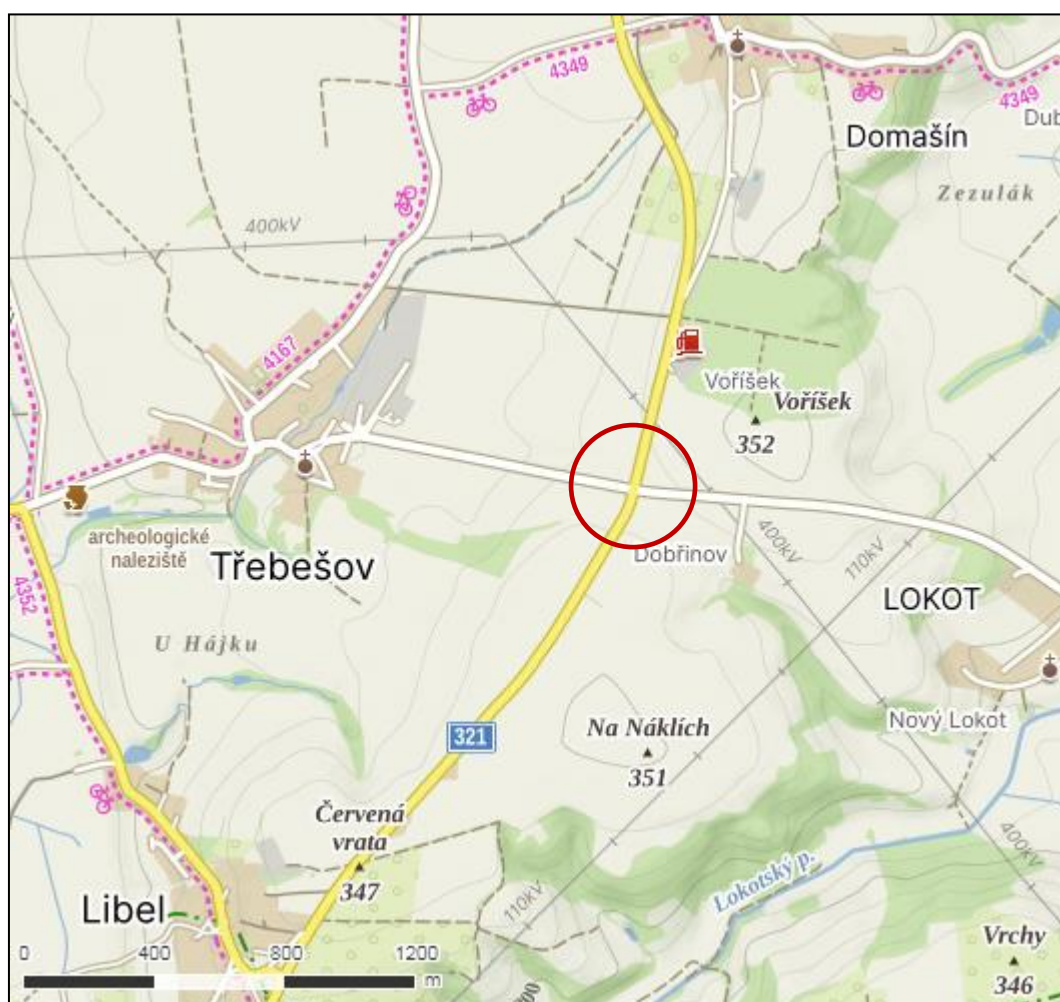 4349
4349
Dub
Domašín
Zezulák
400kV
4167
Voříšek
Voříšek
352
archeologické
naleziště
Třebešov
Dobřinov
400kV
110kV
LOKOT
4352
U Hájku
321
Na Náklích
351
Nový Lokot
Červená
vrata
347
400kV
Lokotský p.
110kV
Libel
Vrchy
346
0 400 800 1200
m